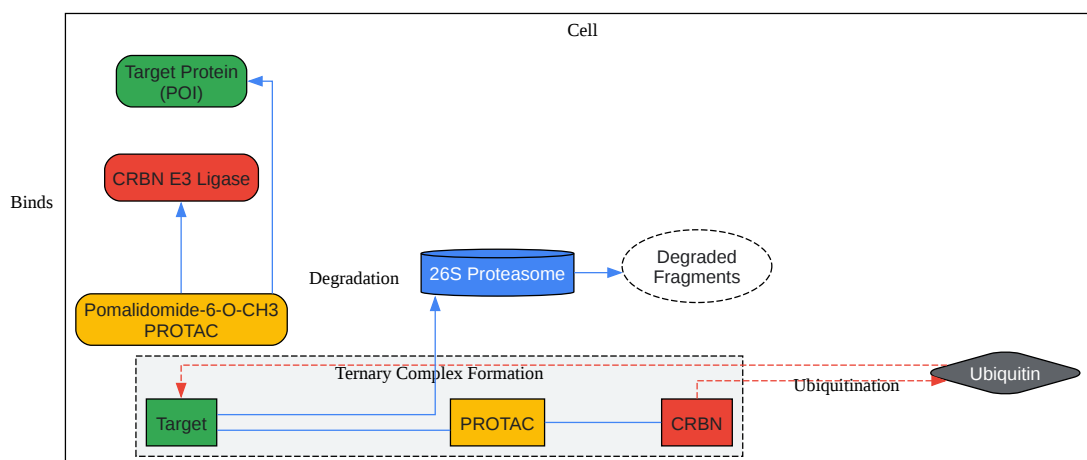 Cell
Target Protein
(POI)
CRBN E3 Ligase
Binds
Degradation
26S Proteasome
Degraded
Fragments
Pomalidomide-6-O-CH3
PROTAC
Ternary Complex Formation
Ubiquitination
Ubiquitin
Target
PROTAC
CRBN